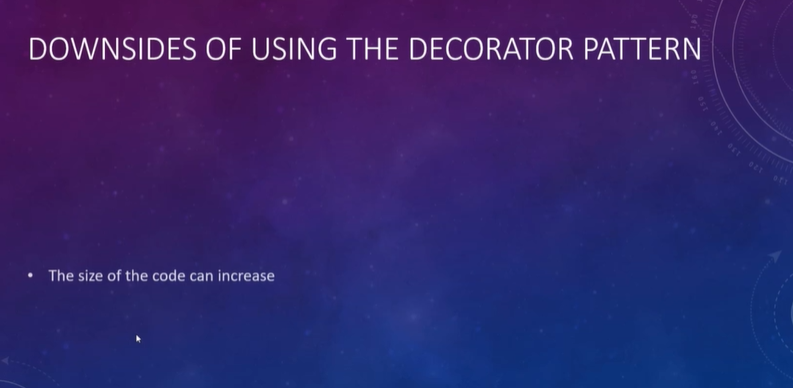 DOWNSIDES OF USING THE DECORATOR PATTERN
• The size of the code can increase